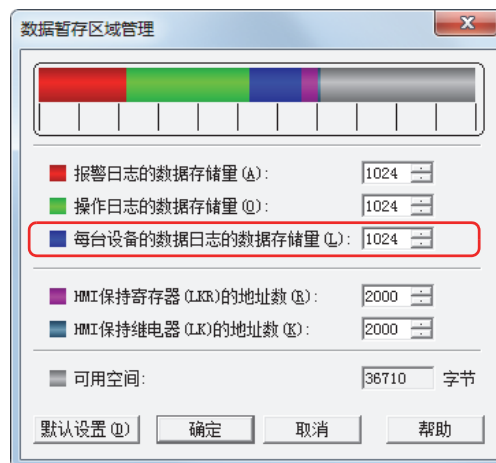 数据暂存区域管理
报警日志的数据存储量(A): 1024
操作日志的数据存储量(O): 1024
每台设备的数据日志的数据存储量(L): 1024
HMI保持寄存器(LKR)的地址数(R): 2000
HMI保持继电器(LK)的地址数(K): 2000
可用空间: 36710 字节
默认设置(D) 确定 取消 帮助